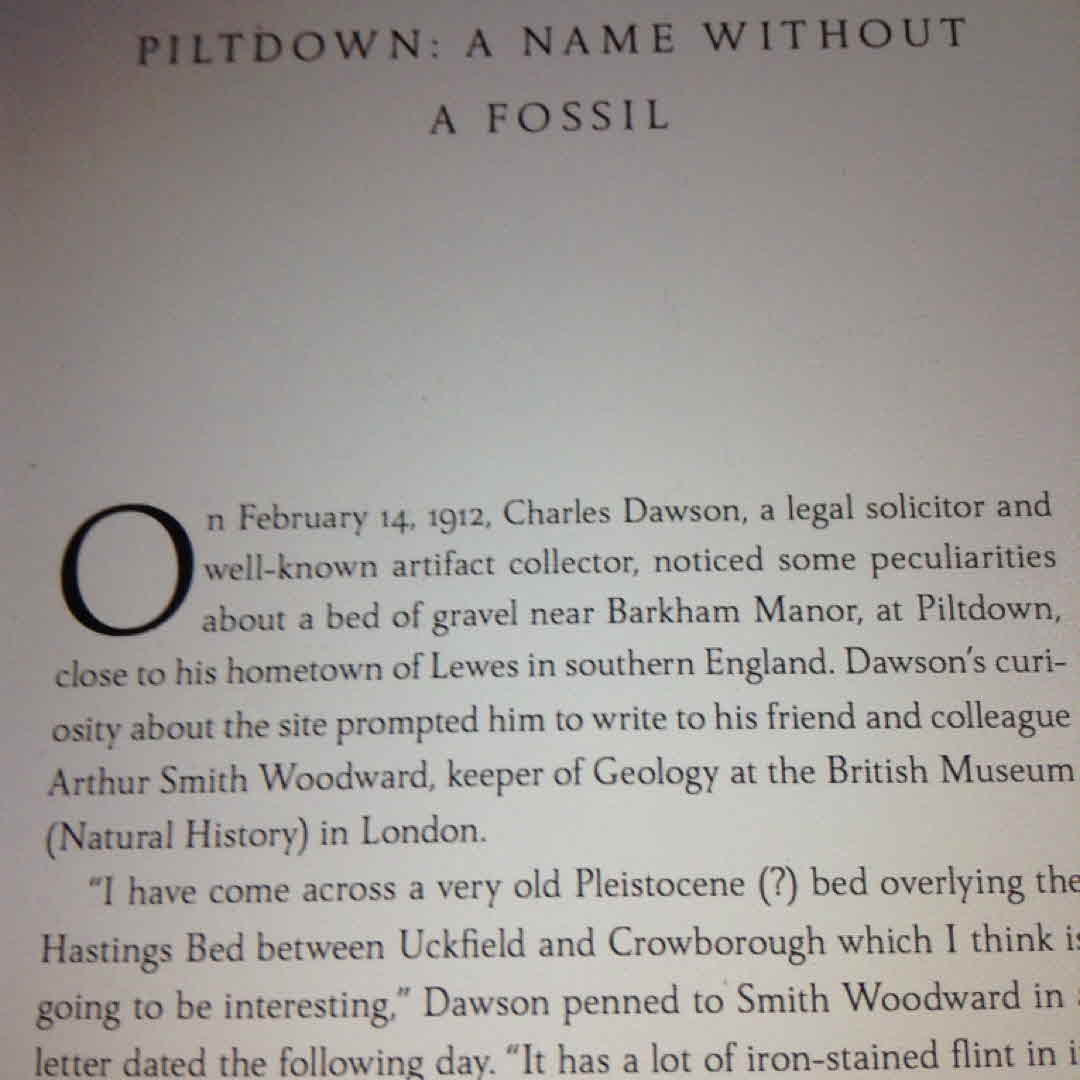 PILTDOWN: A NAME WITHOUT
A FOSSIL
On February 14, 1912, Charles Dawson, a legal solicitor and
well-known artifact collector, noticed some peculiarities
about a bed of gravel near Barkham Manor, at Piltdown,
close to his hometown of Lewes in southern England. Dawson's curi-
osity about the site prompted him to write to his friend and colleague
Arthur Smith Woodward, keeper of Geology at the British Museum
(Natural History) in London.
"I have come across a very old Pleistocene (?) bed overlying the
Hastings Bed between Uckfield and Crowborough which I think is
going to be interesting," Dawson penned to Smith Woodward in
letter dated the following day. "It has a lot of iron-stained flint in